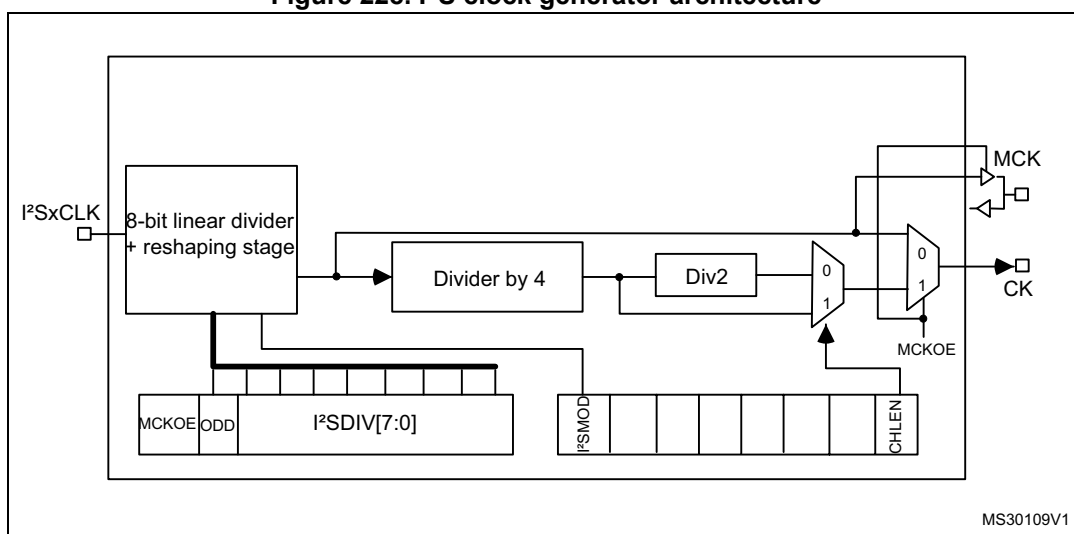 MCK
I²SxCLK
8-bit linear divider
+ reshaping stage
Divider by 4
Div2
0
1
0
1
CK
MCKOE
MCKOE
ODD
I²SDIV[7:0]
I²SMOD
CHLEN
MS30109V1